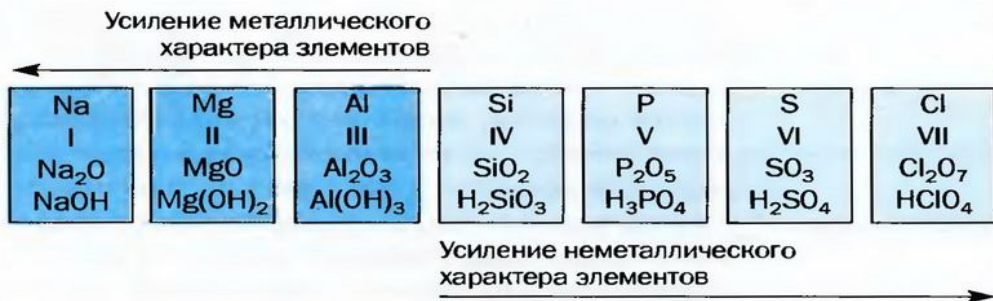 Усиление металлического
характера злементов
Na Mg Al Si P S Cl
I II III IV V VI VII
Na₂O MgO Al₂O₃ SiO₂ P₂O₅ SO₃ Cl₂O₇
NaOH Mg(OH)₂ Al(OH)₃ H₂SiO₃ H₃PO₄ H₂SO₄ HClO₄
Усиление неметаллического
характера элементов